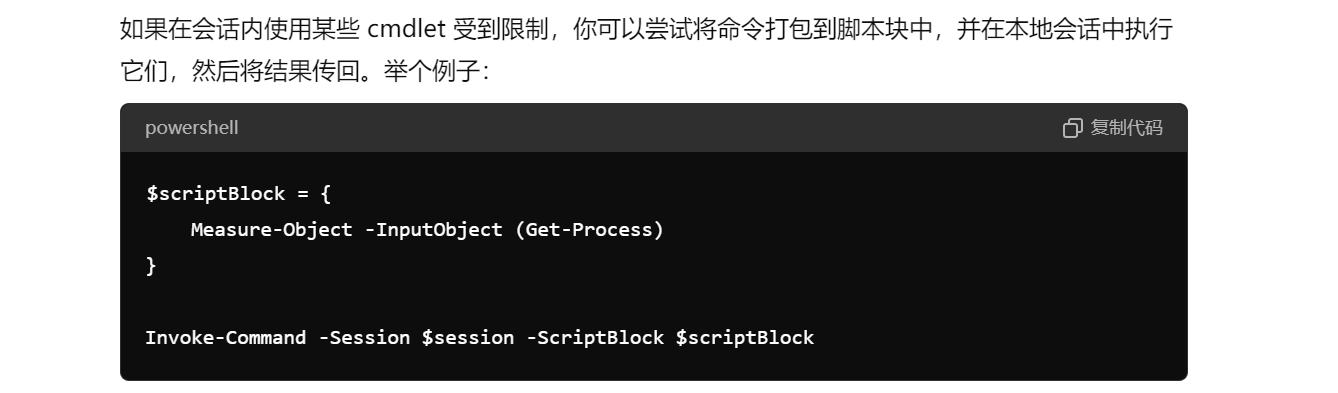 如果在会话内使用某些 cmdlet 受到限制，你可以尝试将命令打包到脚本块中，并在本地会话中执行
它们，然后将结果传回。举个例子：
powershell 复制代码
$scriptBlock = {
    Measure-Object -InputObject (Get-Process)
}
Invoke-Command -Session $session -ScriptBlock $scriptBlock